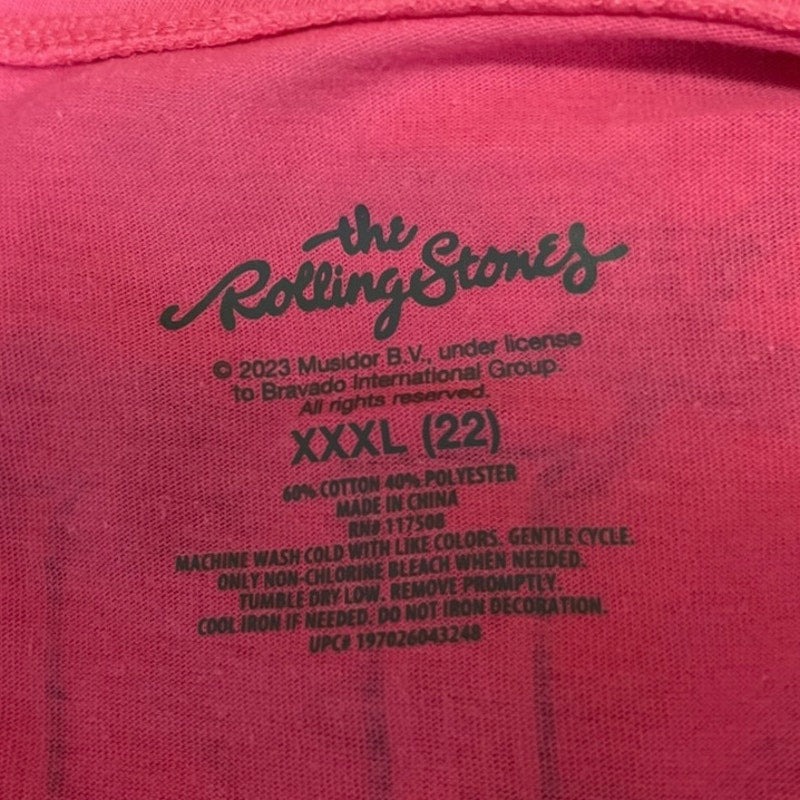 the
Rolling Stones
© 2023 Musidor B.V., under license
to Bravado International Group.
All rights reserved.
XXXL (22)
60% COTTON 40% POLYESTER
MADE IN CHINA
RN# 117508
MACHINE WASH COLD WITH LIKE COLORS. GENTLE CYCLE.
ONLY NON-CHLORINE BLEACH WHEN NEEDED.
TUMBLE DRY LOW. REMOVE PROMPTLY.
COOL IRON IF NEEDED. DO NOT IRON DECORATION.
UPC# 197026043248